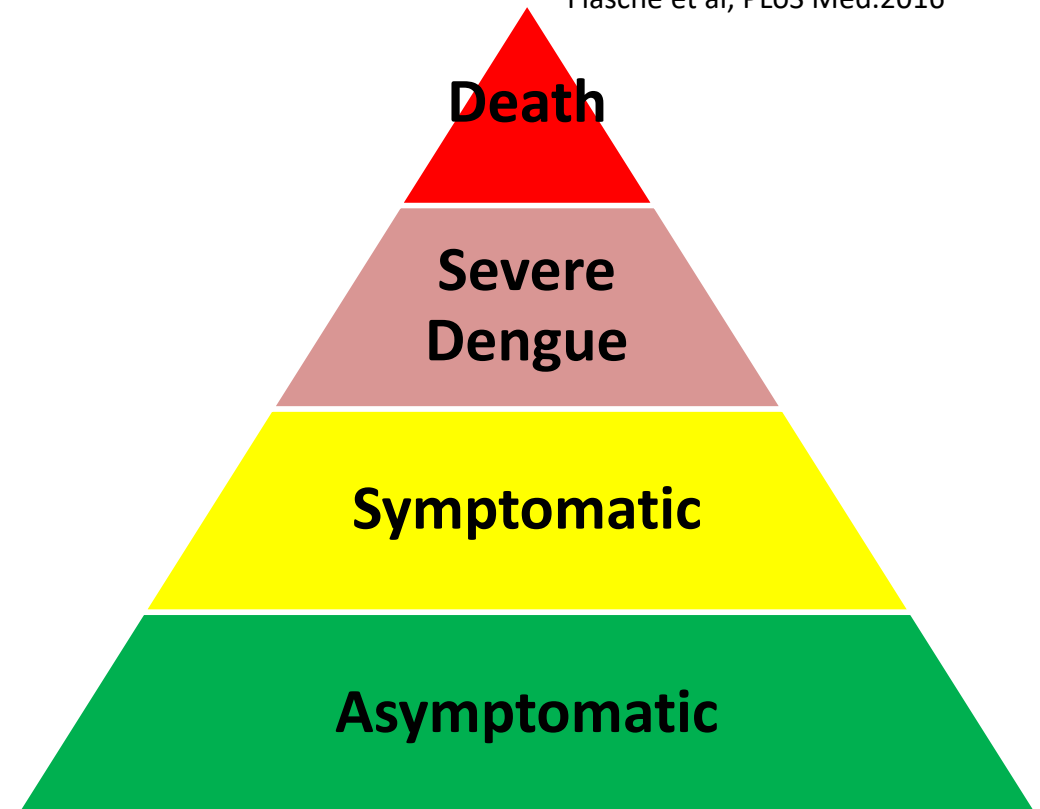 et al, PLoS Med.2016
Death
Severe
Dengue
Symptomatic
Asymptomatic